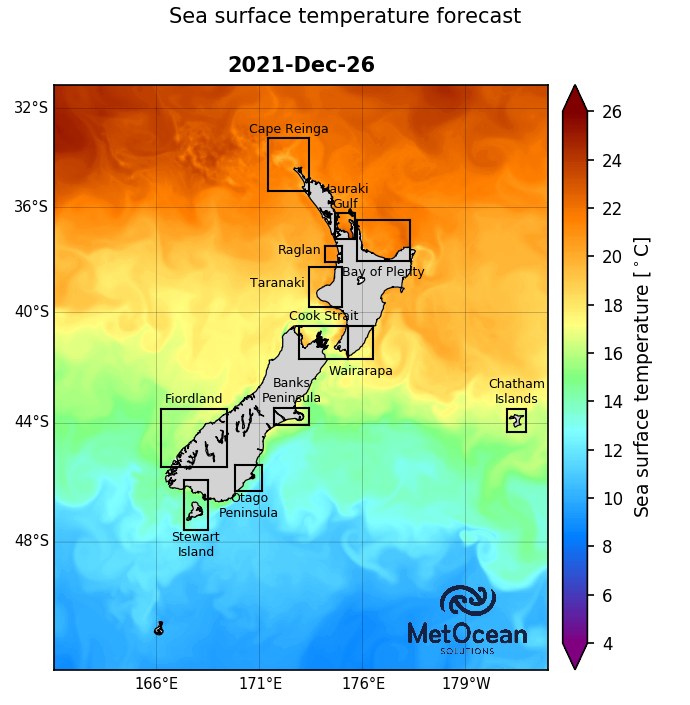 Sea surface temperature forecast
2021-Dec-26
32°S
36°S
40°S
44°S
48°S
166°E
171°E
176°E
179°W
Cape Reinga
Hauraki
Gulf
Raglan
Bay of Plenty
Taranaki
Cook Strait
Wairarapa
Banks
Peninsula
Fiordland
Chatham
Islands
Otago
Peninsula
Stewart
Island
MetOcean
SOLUTIONS
26
24
22
20
18
16
14
12
10
8
6
4
Sea surface temperature [°C]